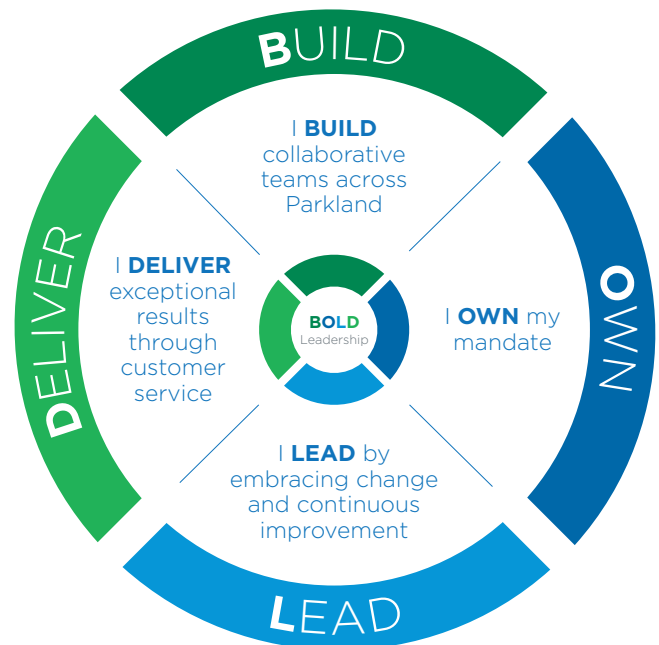 BUILD
I BUILD
collaborative
teams across
Parkland
OWN
I OWN my
mandate
LEAD
I LEAD by
embracing change
and continuous
improvement
DELIVER
I DELIVER
exceptional
results
through
customer
service
BOLD
Leadership